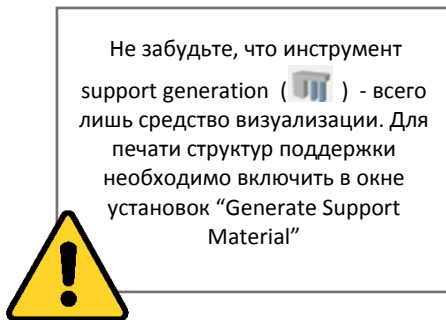 Не забудьте, что инструмент
support generation ( ) - всего
лишь средство визуализации. Для
печати структур поддержки
необходимо включить в окне
установок “Generate Support
Material”